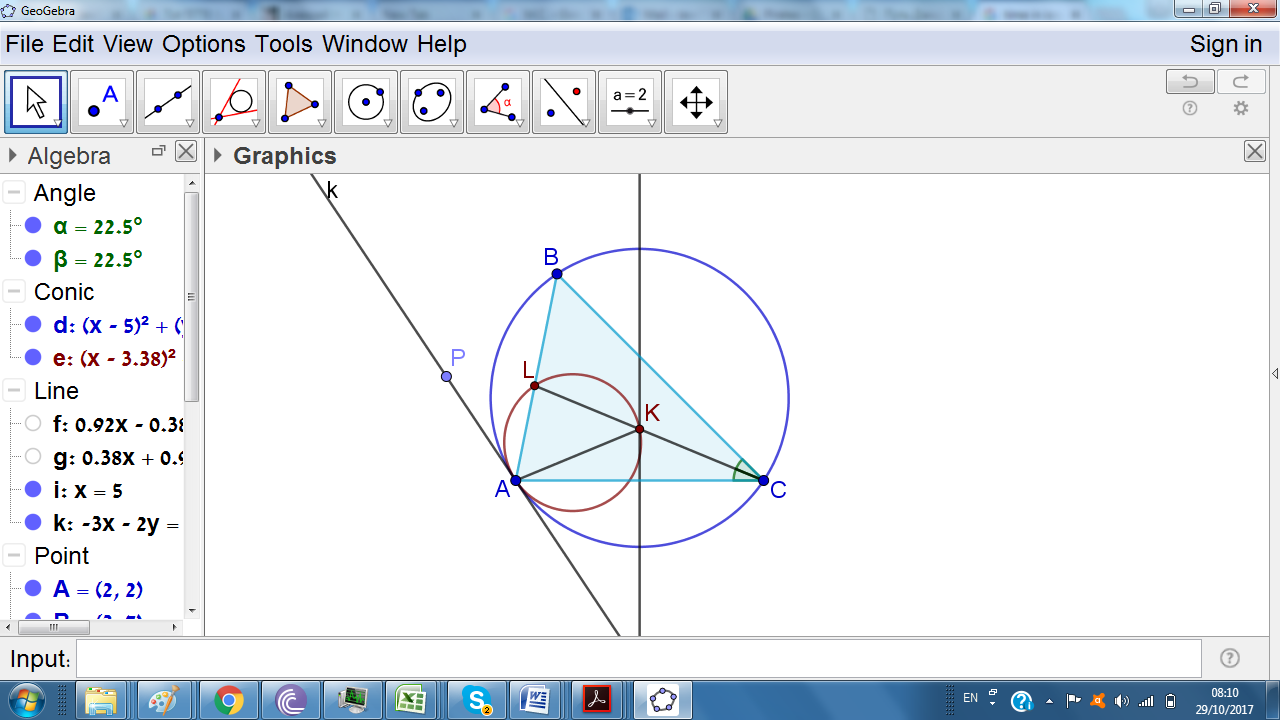 GeoGebra
File Edit View Options Tools Window Help
Sign in
A
α
a=2
Algebra
Graphics
Angle
α = 22.5°
β = 22.5°
Conic
d: (x - 5)² + (
e: (x - 3.38)²
Line
f: 0.92x - 0.38
g: 0.38x + 0.9
i: x = 5
k: -3x - 2y =
Point
A = (2, 2)
k
B
P
L
K
A
C
Input:
EN
08:10
29/10/2017